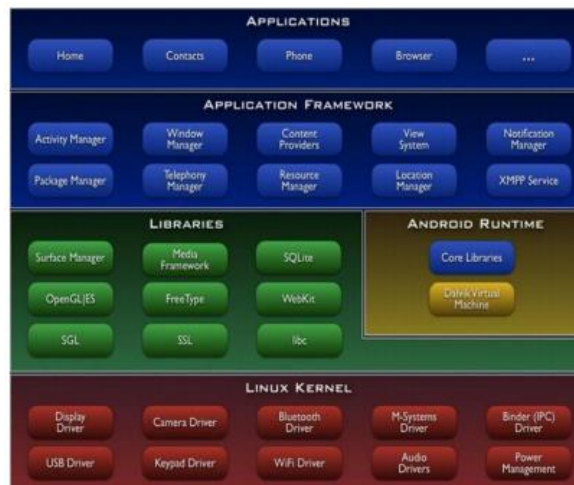 APPLICATIONS
Home
Contacts
Phone
Browser
...
APPLICATION FRAMEWORK
Activity Manager
Window
Manager
Content
Providers
View
System
Notification
Manager
Package Manager
Telephony
Manager
Resource
Manager
Location
Manager
XMPP Service
LIBRARIES
Surface Manager
Media
Framework
SQLite
OpenGL|ES
FreeType
WebKit
SGL
SSL
libc
ANDROID RUNTIME
Core Libraries
Dalvik Virtual
Machine
LINUX KERNEL
Display
Driver
Camera Driver
Bluetooth
Driver
M-Systems
Driver
Binder (IPC)
Driver
USB Driver
Keypad Driver
WiFi Driver
Audio
Drivers
Power
Management